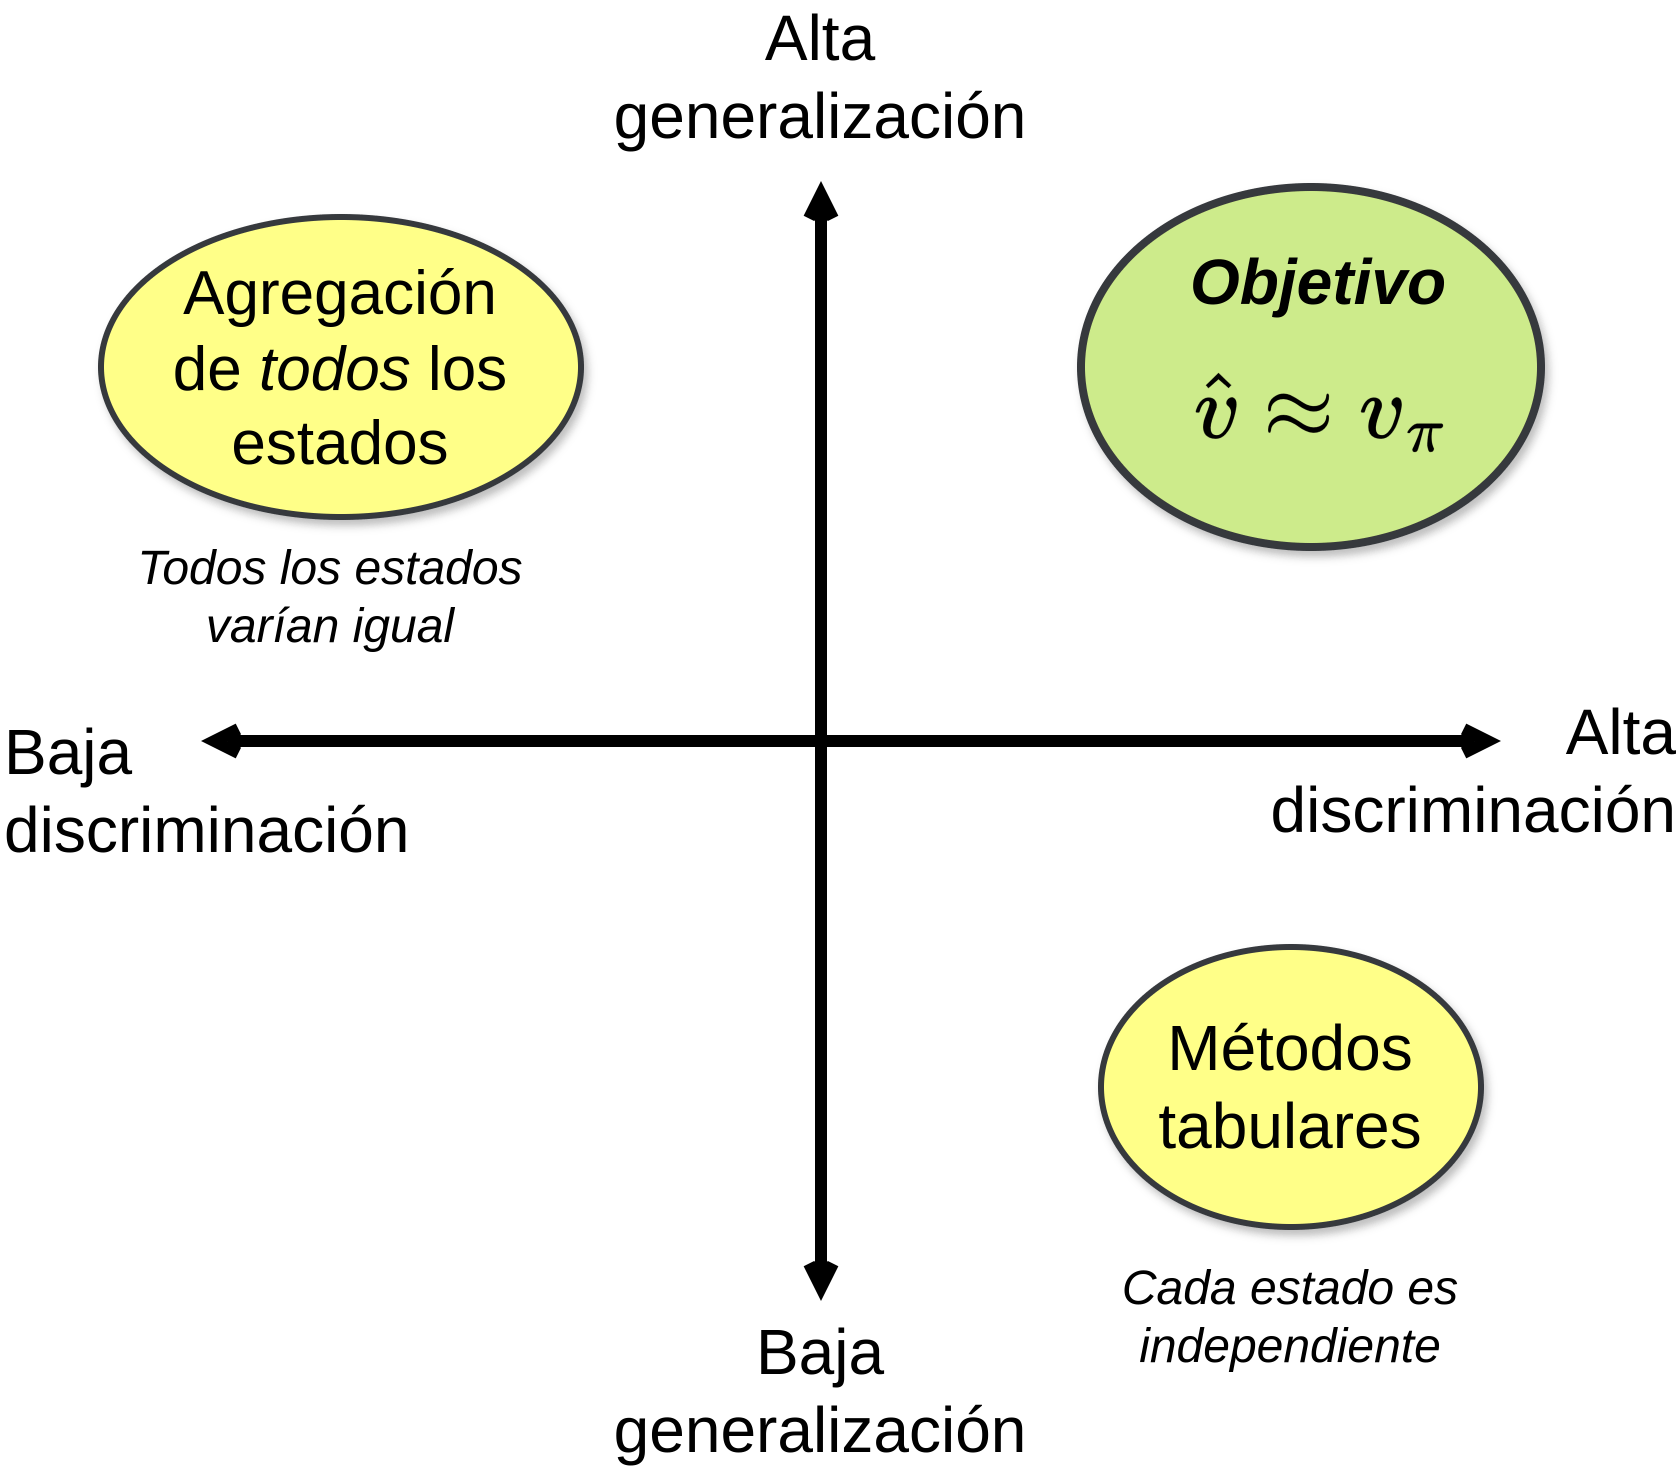 Alta
generalización
Agregación
de todos los
estados
Todos los estados
varían igual
Objetivo
v̂ ≈ vπ
Baja
discriminación
Alta
discriminación
Métodos
tabulares
Cada estado es
independiente
Baja
generalización